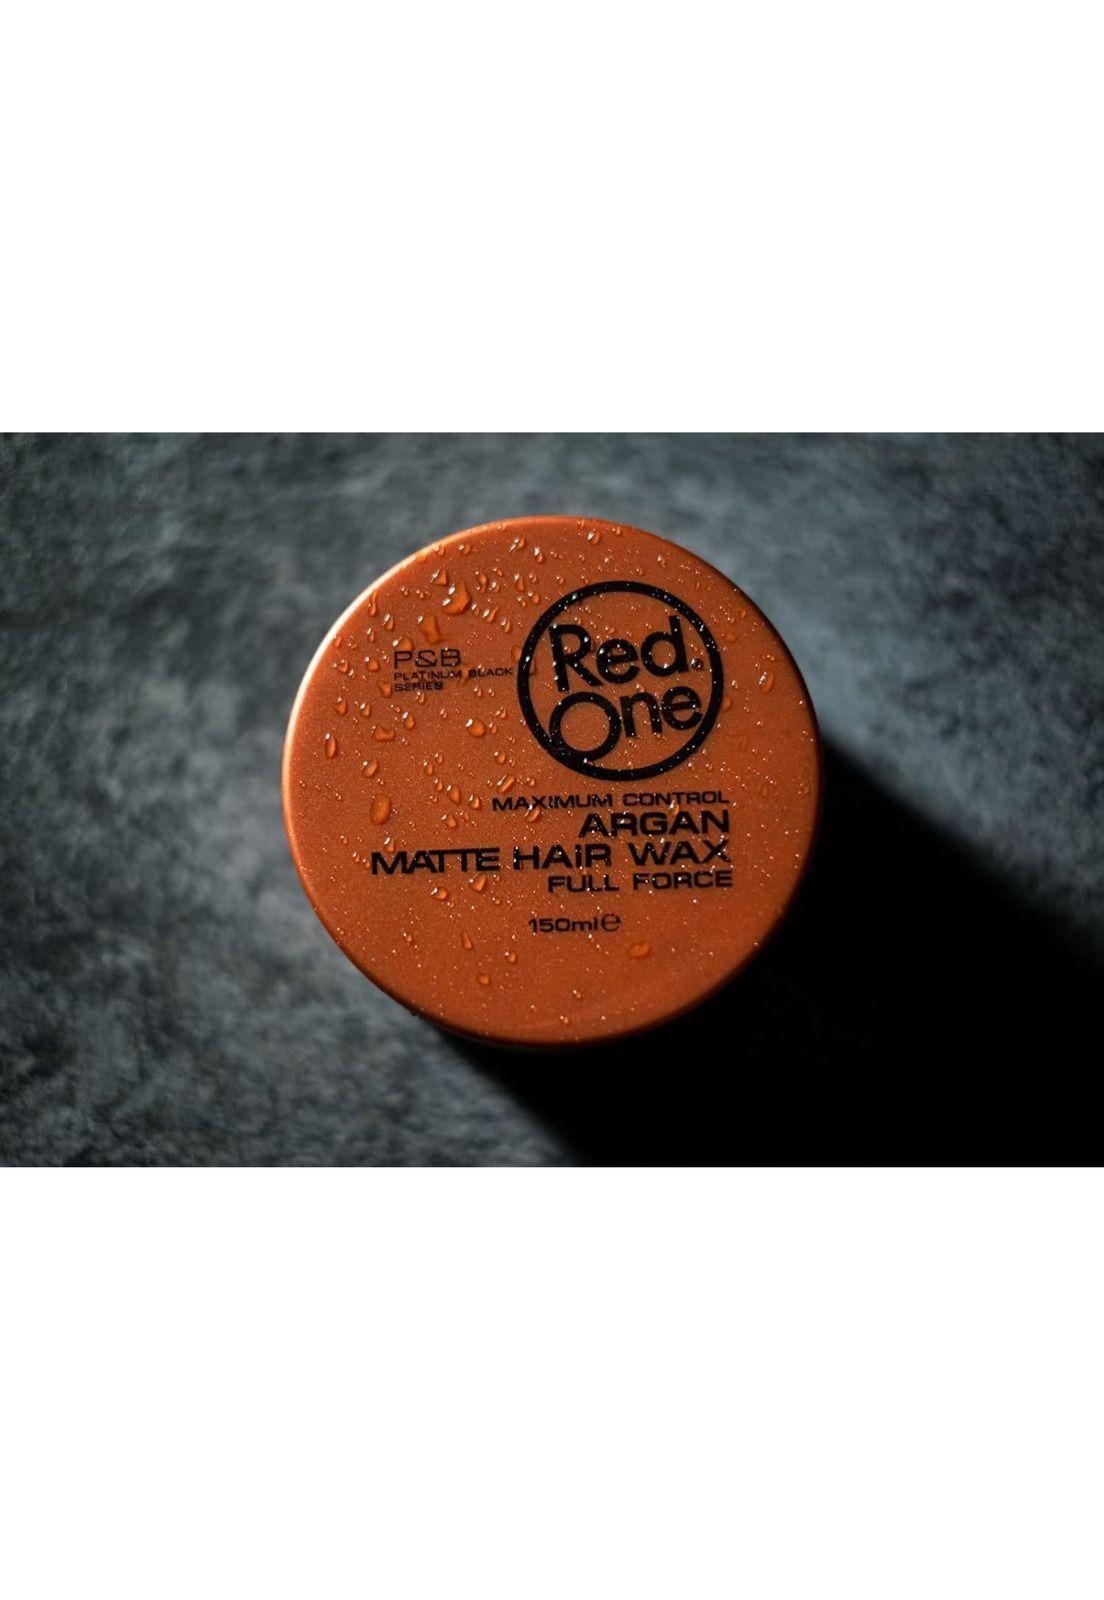 P&B
PLATINUM BLACK
SERIES
Red.
One
MAXIMUM CONTROL
ARGAN
MATTE HAIR WAX
FULL FORCE
150ml℮